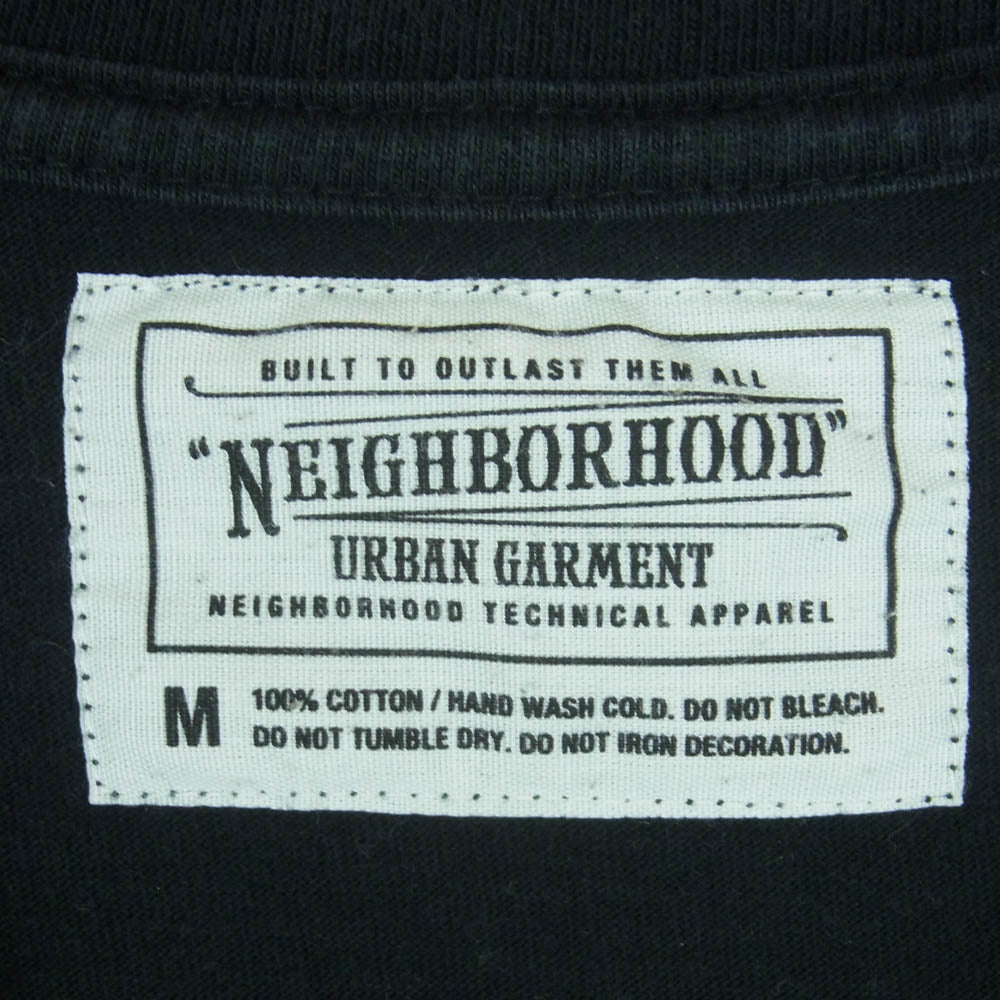 BUILT TO OUTLAST THEM ALL
"NEIGHBORHOOD"
URBAN GARMENT
NEIGHBORHOOD TECHNICAL APPAREL
M 100% COTTON / HAND WASH COLD. DO NOT BLEACH.
DO NOT TUMBLE DRY. DO NOT IRON DECORATION.